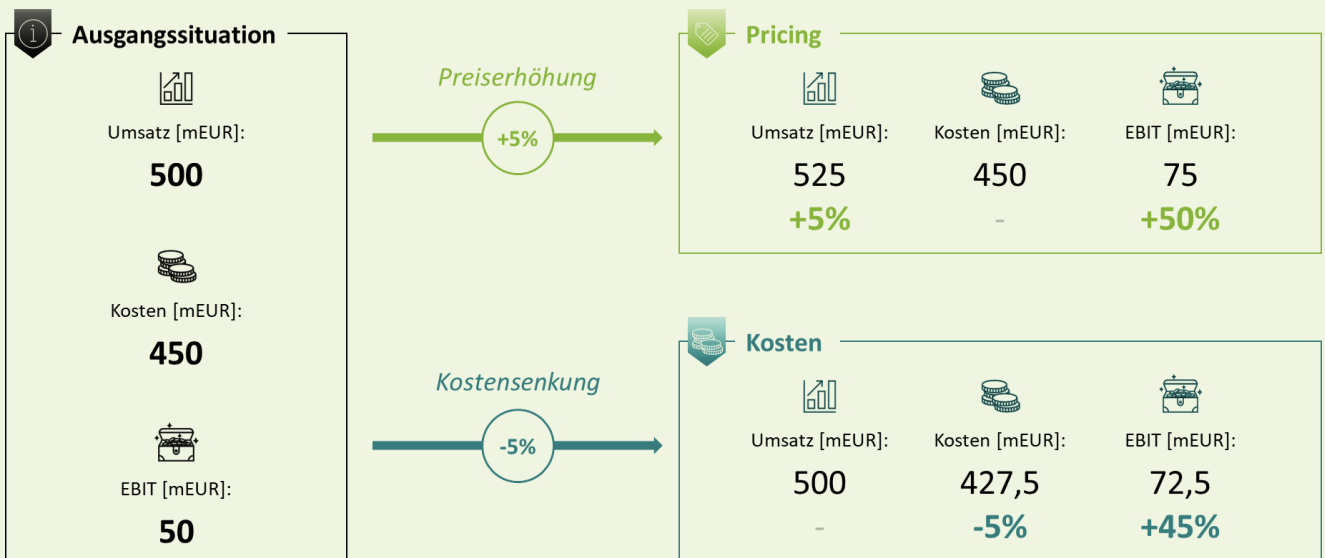 Ausgangssituation
Umsatz [mEUR]:
500
Kosten [mEUR]:
450
EBIT [mEUR]:
50
Preiserhöhung
+5%
Pricing
Umsatz [mEUR]: Kosten [mEUR]: EBIT [mEUR]:
525 450 75
+5% - +50%
Kostensenkung
-5%
Kosten
Umsatz [mEUR]: Kosten [mEUR]: EBIT [mEUR]:
500 427,5 72,5
- -5% +45%